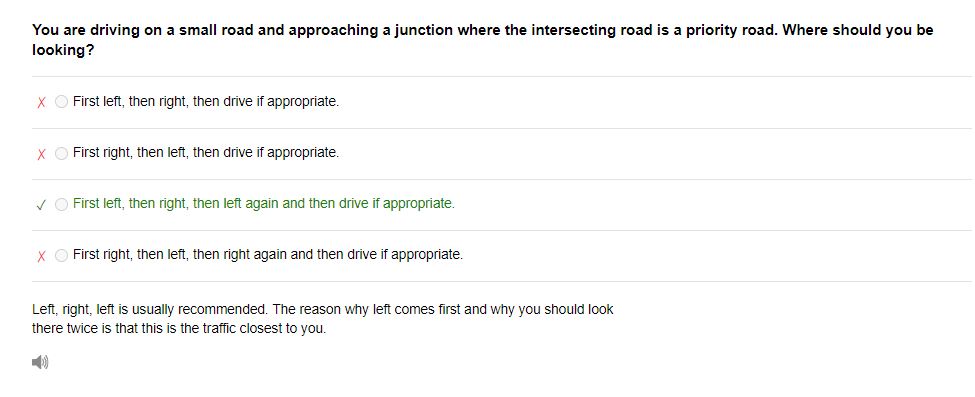 You are driving on a small road and approaching a junction where the intersecting road is a priority road. Where should you be
looking?
X First left, then right, then drive if appropriate.
X First right, then left, then drive if appropriate.
✓ First left, then right, then left again and then drive if appropriate.
X First right, then left, then right again and then drive if appropriate.
Left, right, left is usually recommended. The reason why left comes first and why you should look
there twice is that this is the traffic closest to you.